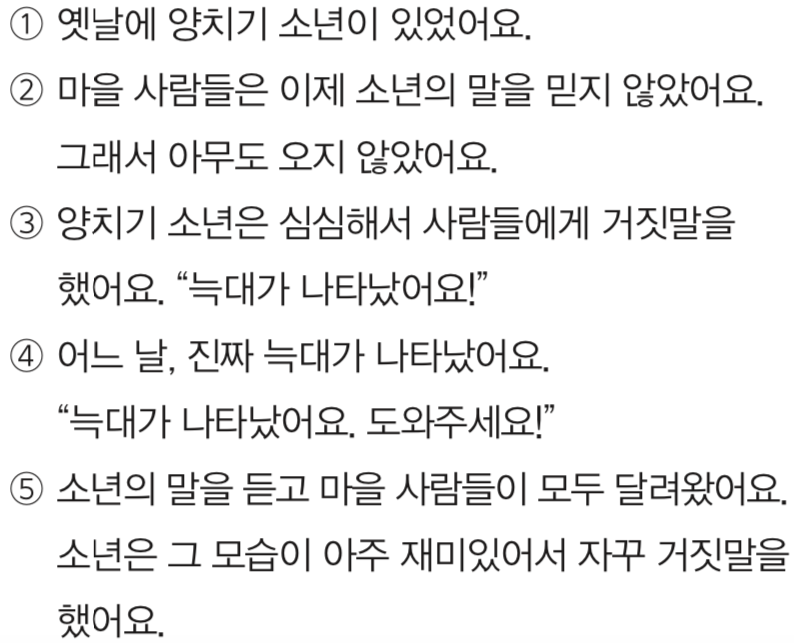 ① 옛날에 양치기 소년이 있었어요.
② 마을 사람들은 이제 소년의 말을 믿지 않았어요.
그래서 아무도 오지 않았어요.
③ 양치기 소년은 심심해서 사람들에게 거짓말을
했어요. “늑대가 나타났어요!”
④ 어느 날, 진짜 늑대가 나타났어요.
“늑대가 나타났어요. 도와주세요!”
⑤ 소년의 말을 듣고 마을 사람들이 모두 달려왔어요.
소년은 그 모습이 아주 재미있어서 자꾸 거짓말을
했어요.